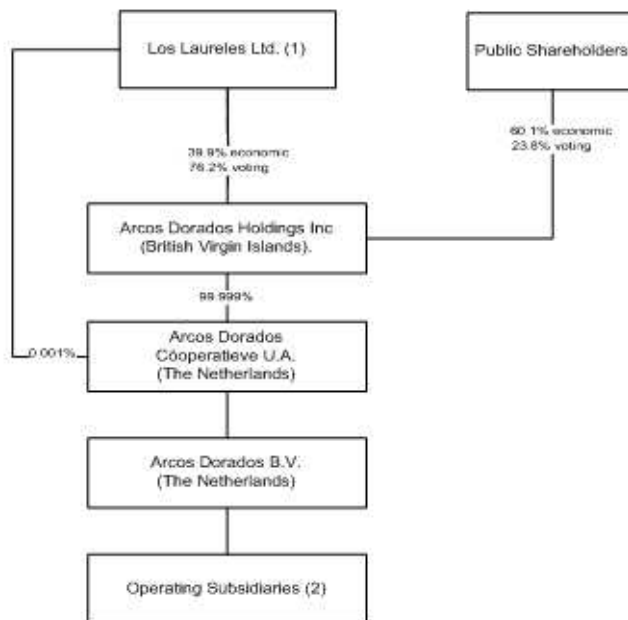 Los Laureles Ltd. (1)
Public Shareholders
39.9% economic
76.2% voting
60.1% economic
23.8% voting
Arcos Dorados Holdings Inc
(British Virgin Islands).
99.999%
Arcos Dorados
Cóoperatieve U.A.
(The Netherlands)
0.001%
Arcos Dorados B.V.
(The Netherlands)
Operating Subsidiaries (2)